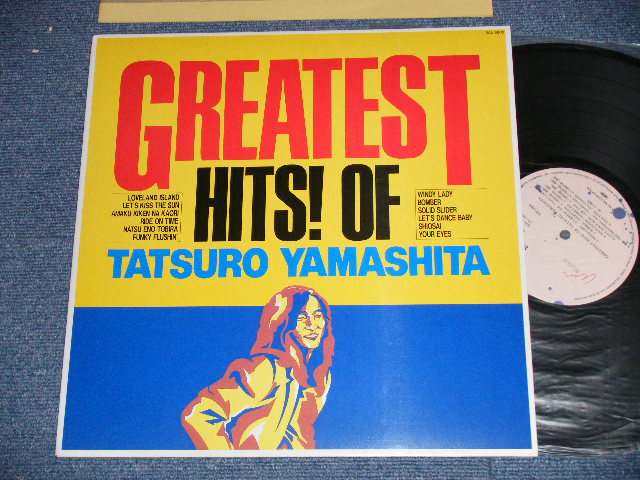 GREATEST
HITS! OF
TATSURO YAMASHITA
LOVELAND ISLAND
LET'S KISS THE SUN
AMAKU KIKEN NA KAORI
RIDE ON TIME
NATSU ENO TOBIRA
FUNKY FLUSHIN'
WINDY LADY
BOMBER
SOLID SLIDER
LET'S DANCE BABY
SHIOSAI
YOUR EYES